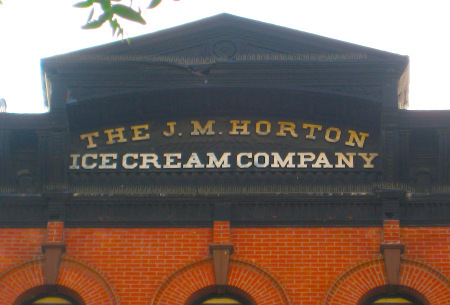 THE J. M. HORTON
ICE CREAM COMPANY